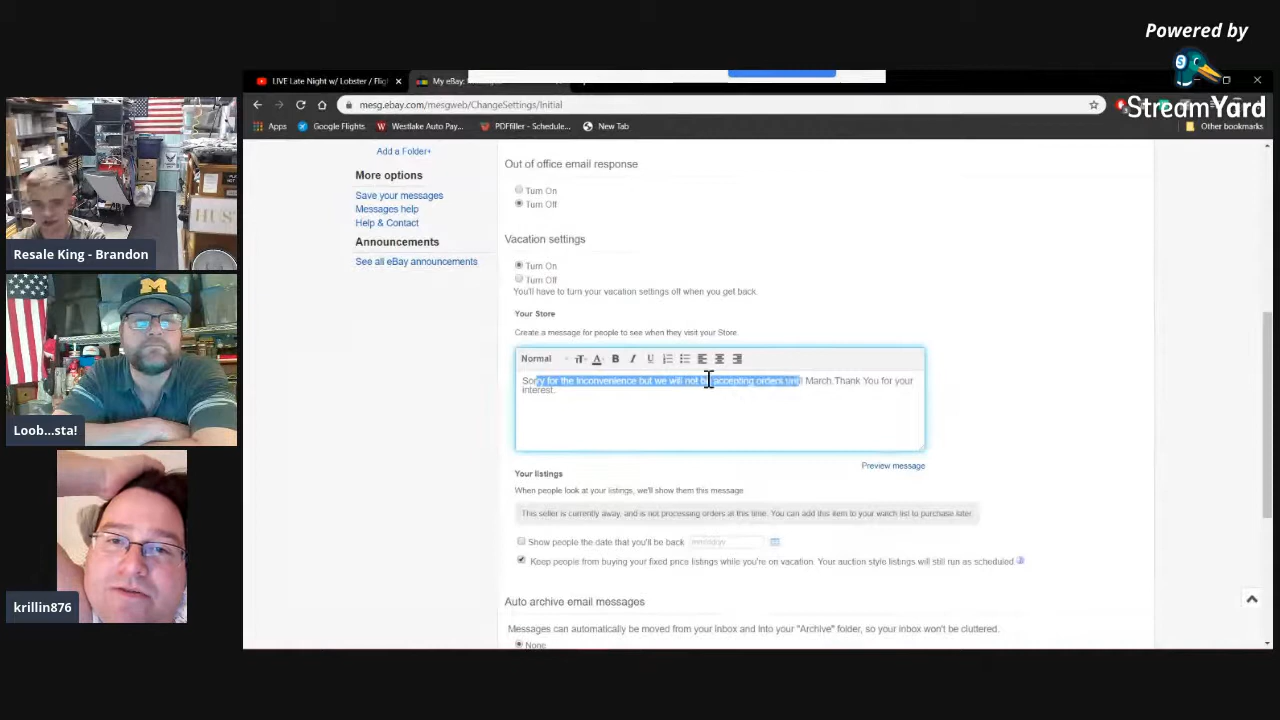 Powered by
StreamYard
LIVE Late Night w/ Lobster / Fligh
My eBay:
mesg.ebay.com/mesgweb/ChangeSettings/Initial
Apps
Google Flights
Westlake Auto Pay...
PDFfiller - Schedule...
New Tab
Other bookmarks
Add a Folder+
More options
Save your messages
Messages help
Help & Contact
Announcements
See all eBay announcements
Out of office email response
Turn On
Turn Off
Vacation settings
Turn On
Turn Off
You'll have to turn your vacation settings off when you get back.
Your Store
Create a message for people to see when they visit your Store.
Normal
Sorry for the inconvenience but we will not be accepting orders until March.Thank You for your
interest.
Preview message
Your listings
When people look at your listings, we'll show them this message
This seller is currently away, and is not processing orders at this time. You can add this item to your watch list to purchase later.
Show people the date that you'll be back
Keep people from buying your fixed price listings while you're on vacation. Your auction style listings will still run as scheduled
Auto archive email messages
Messages can automatically be moved from your inbox and into your "Archive" folder, so your inbox won't be cluttered.
None
HUST
Resale King - Brandon
M
Loob...sta!
krillin876